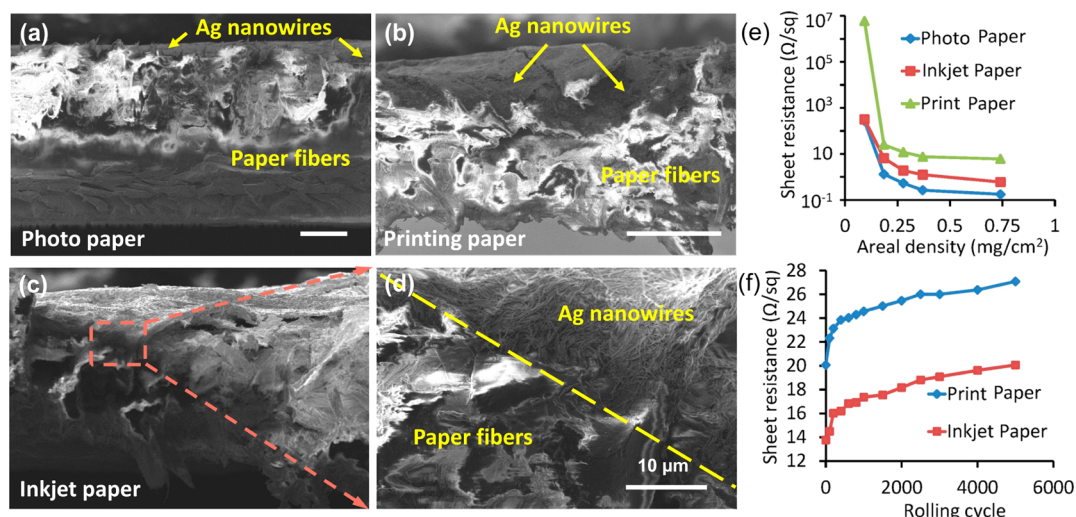 (a)
Ag nanowires
Paper fibers
Photo paper
(b)
Ag nanowires
Paper fibers
Printing paper
(e)
Sheet resistance (Ω/sq)
10⁷
10⁵
10³
10
10⁻¹
Photo Paper
Inkjet Paper
Print Paper
0 0.25 0.5 0.75 1
Areal density (mg/cm²)
(c)
Inkjet paper
(d)
Ag nanowires
Paper fibers
10 µm
(f)
Sheet resistance (Ω/sq)
28
26
24
22
20
18
16
14
12
Print Paper
Inkjet Paper
0 2000 4000 6000
Rolling cycle